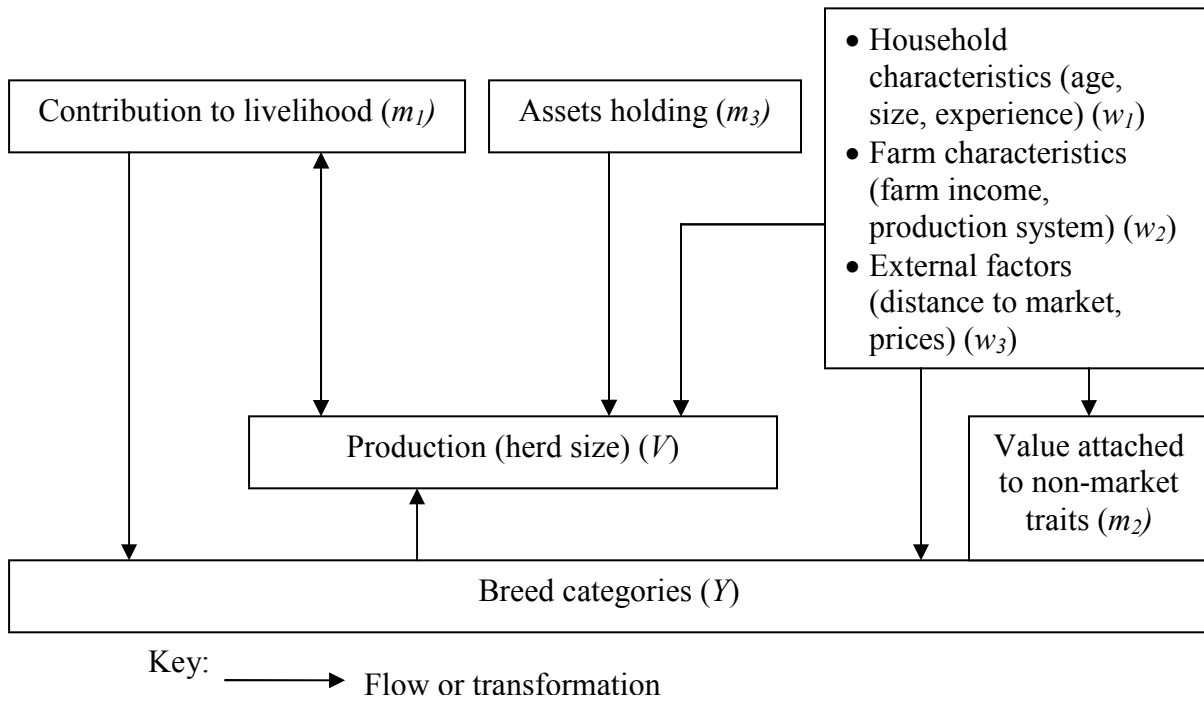 Contribution to livelihood (m1)
Assets holding (m3)
• Household
characteristics (age,
size, experience) (w1)
• Farm characteristics
(farm income,
production system) (w2)
• External factors
(distance to market,
prices) (w3)
Production (herd size) (V)
Value attached
to non-market
traits (m2)
Breed categories (Y)
Key:
Flow or transformation